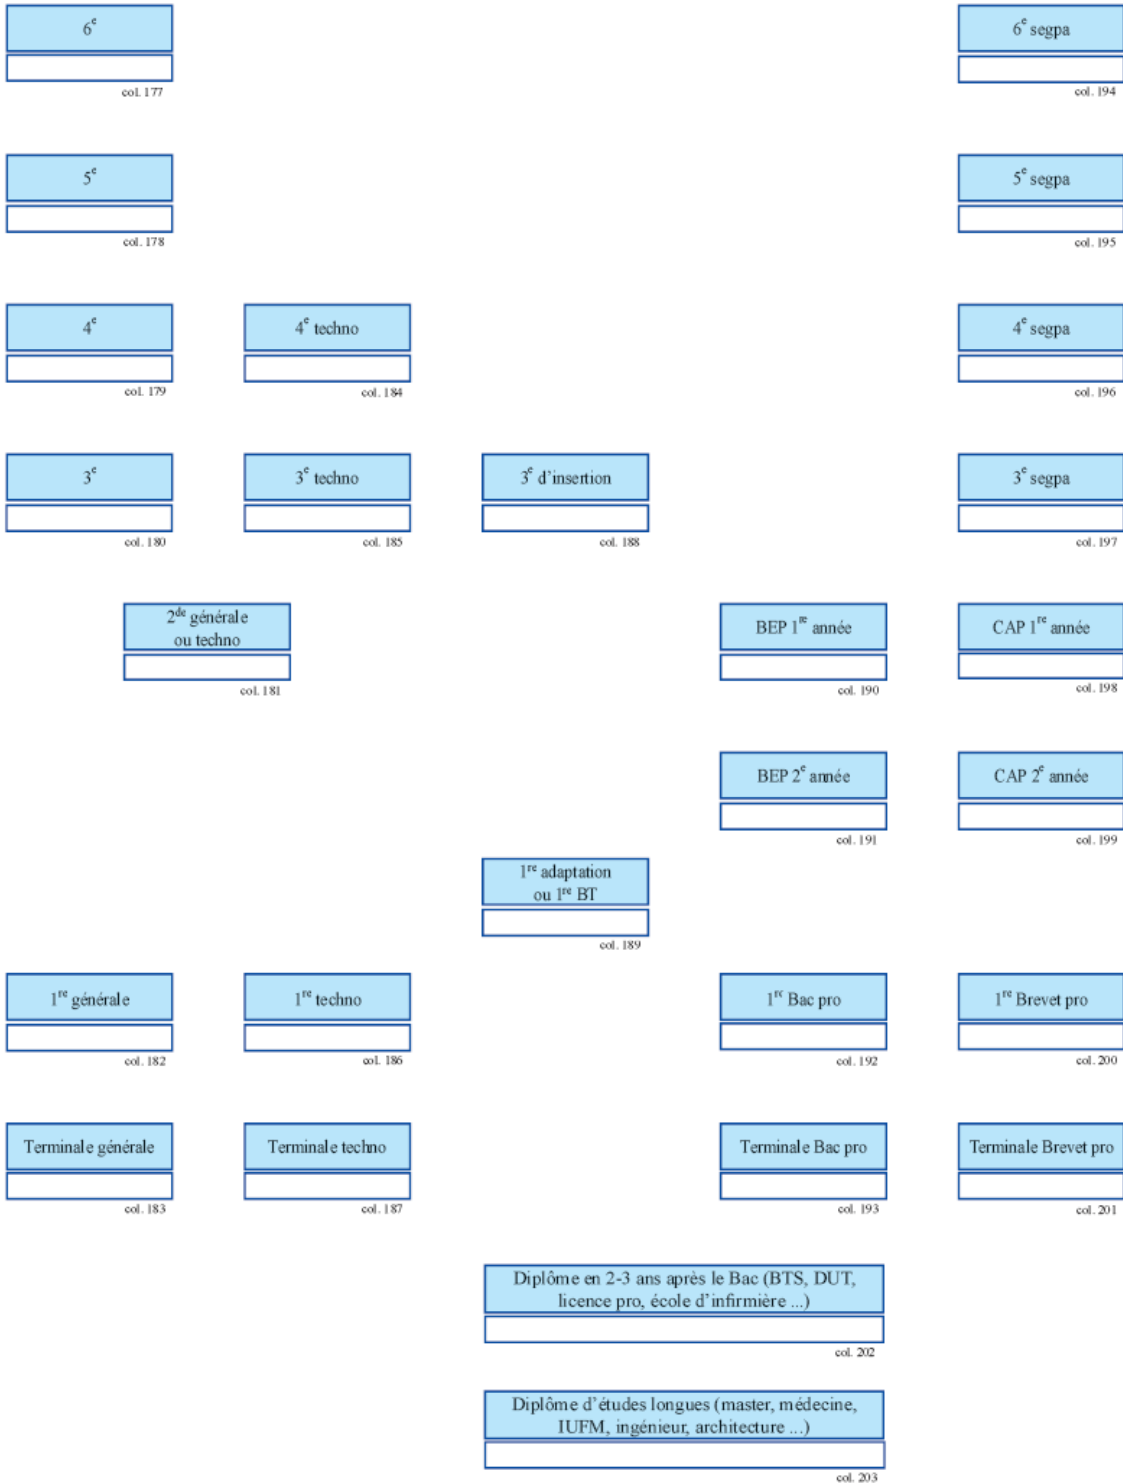 6e
6e segpa
col. 177
col. 194
5e
5e segpa
col. 178
col. 195
4e
4e techno
4e segpa
col. 179
col. 184
col. 196
3e
3e techno
3e d'insertion
3e segpa
col. 180
col. 185
col. 188
col. 197
2de générale
ou techno
BEP 1re année
CAP 1re année
col. 181
col. 190
col. 198
BEP 2e année
CAP 2e année
col. 191
col. 199
1re adaptation
ou 1re BT
col. 189
1re générale
1re techno
1re Bac pro
1re Brevet pro
col. 182
col. 186
col. 192
col. 200
Terminale générale
Terminale techno
Terminale Bac pro
Terminale Brevet pro
col. 183
col. 187
col. 193
col. 201
Diplôme en 2-3 ans après le Bac (BTS, DUT,
licence pro, école d'infirmière ...)
col. 202
Diplôme d'études longues (master, médecine,
IUFM, ingénieur, architecture ...)
col. 203